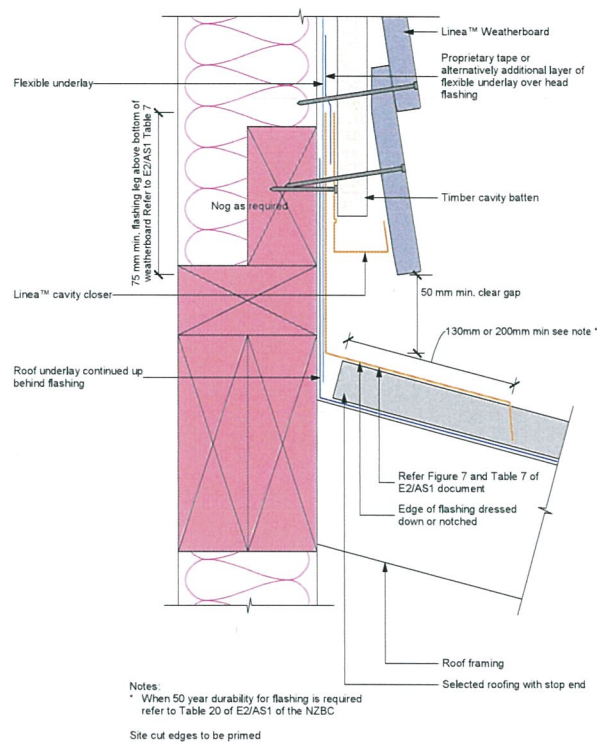 Linea™ Weatherboard
Proprietary tape or
alternatively additional layer of
flexible underlay over head
flashing
Flexible underlay
75 mm min. flashing leg above bottom of
weatherboard Refer to E2/AS1 Table 7
Nog as required
Timber cavity batten
Linea™ cavity closer
50 mm min. clear gap
130mm or 200mm min see note *
Roof underlay continued up
behind flashing
Refer Figure 7 and Table 7 of
E2/AS1 document
Edge of flashing dressed
down or notched
Roof framing
Selected roofing with stop end
Notes:
* When 50 year durability for flashing is required
refer to Table 20 of E2/AS1 of the NZBC
Site cut edges to be primed